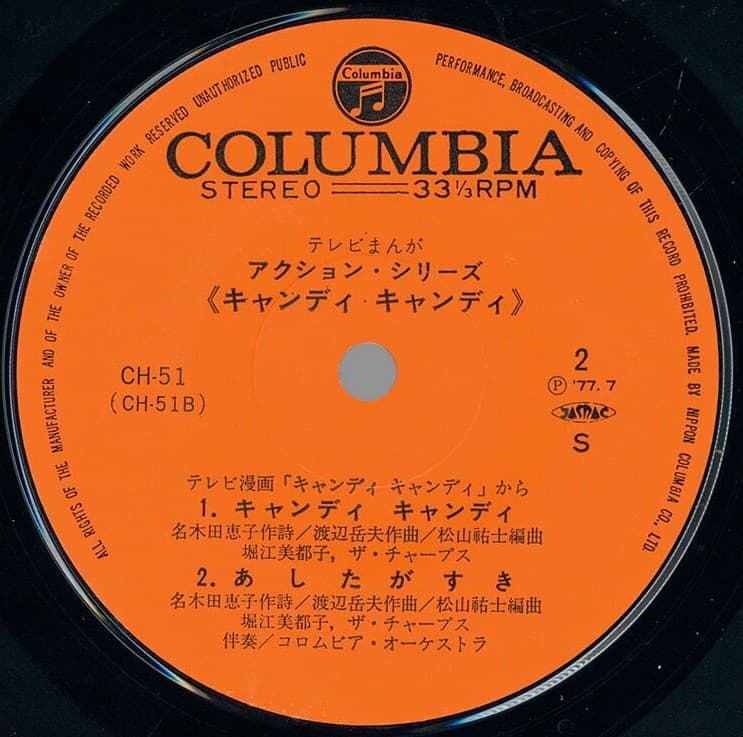 ALL RIGHTS OF THE MANUFACTURER AND OF THE OWNER OF THE RECORDED WORK RESERVED UNAUTHORIZED PUBLIC PERFORMANCE, BROADCASTING AND COPYING OF THIS RECORD PROHIBITED. MADE BY NIPPON COLUMBIA CO., LTD.
Columbia
COLUMBIA
STEREO 33⅓RPM
テレビまんが
アクション・シリーズ
《キャンディ・キャンディ》
CH-51
(CH-51B)
2
Ⓟ '77. 7
JASRAC
S
テレビ漫画「キャンディ キャンディ」から
1. キャンディ キャンディ
名木田恵子作詩/渡辺岳夫作曲/松山祐士編曲
堀江美都子, ザ・チャープス
2. あしたがすき
名木田恵子作詩/渡辺岳夫作曲/松山祐士編曲
堀江美都子, ザ・チャープス
伴奏/コロムビア・オーケストラ